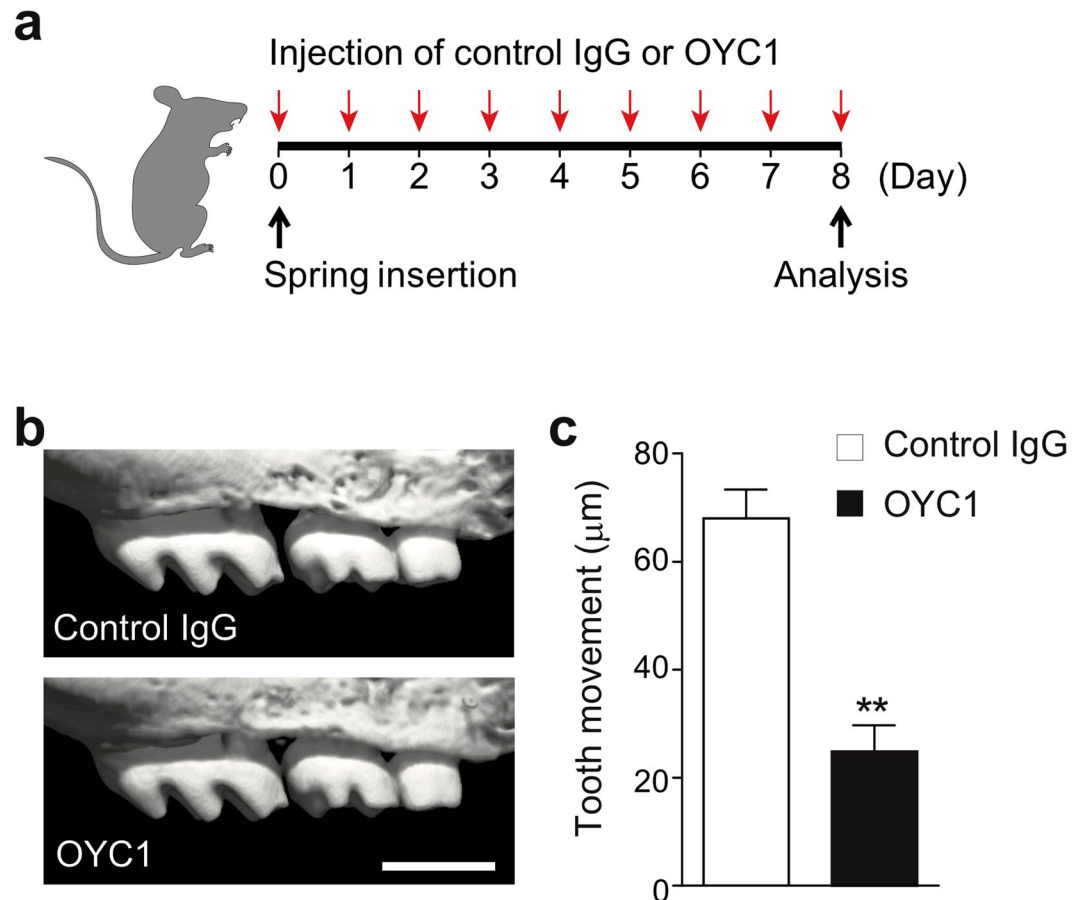 a
Injection of control IgG or OYC1
0 1 2 3 4 5 6 7 8 (Day)
Spring insertion Analysis
b
Control IgG
OYC1
c
80
60
40
20
0
Tooth movement (μm)
Control IgG
OYC1
**